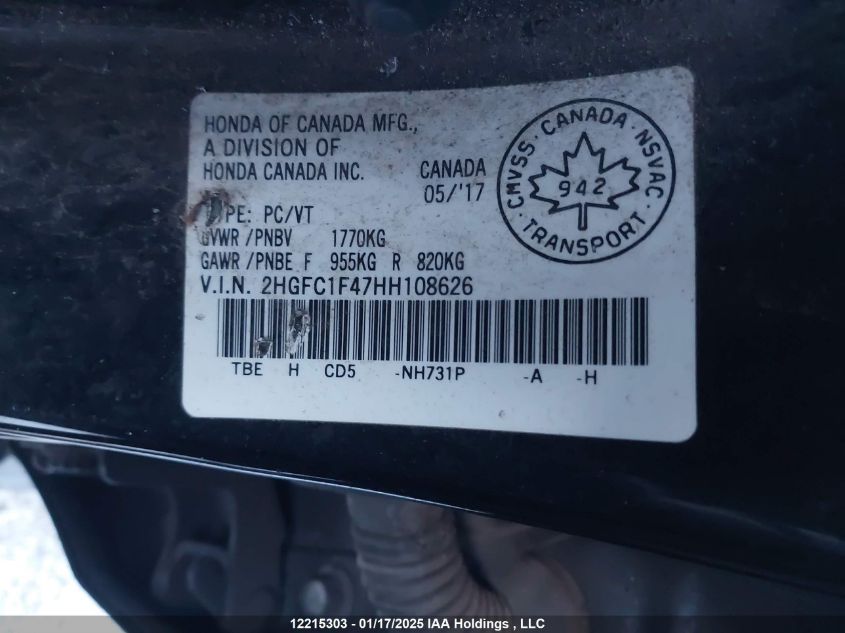 HONDA OF CANADA MFG.,
A DIVISION OF
HONDA CANADA INC.
CANADA
05/'17
PE: PC/VT
GVWR/PNBV 1770KG
GAWR/PNBE F 955KG R 820KG
V.I.N. 2HGFC1F47HH108626
TBE H CD5 -NH731P -A -H
CMVSS · CANADA · NSVAC · TRANSPORT ·
942
12215303 - 01/17/2025 IAA Holdings , LLC